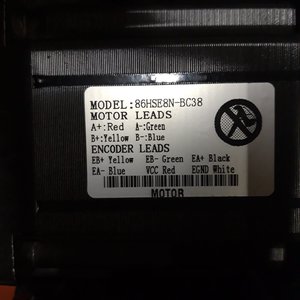 MODEL:86HSE8N-BC38
MOTOR LEADS
A+:Red A-:Green
B+:Yellow B-:Blue
ENCODER LEADS
EB+ Yellow EB- Green EA+ Black
EA- Blue VCC Red EGND White
MOTOR